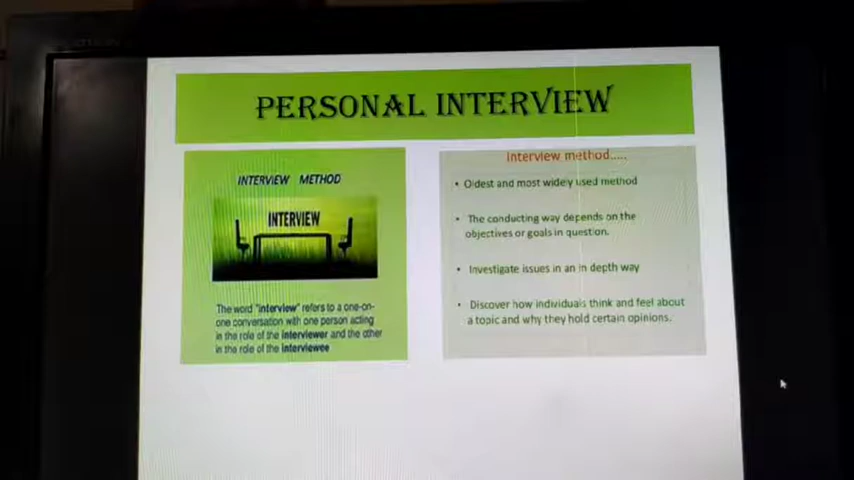 PERSONAL INTERVIEW
INTERVIEW METHOD
INTERVIEW
The word "interview" refers to a one-on-
one conversation with one person acting
in the role of the interviewer and the other
in the role of the interviewee
Interview method.....
• Oldest and most widely used method
• The conducting way depends on the
objectives or goals in question.
• Investigate issues in an in depth way
• Discover how individuals think and feel about
a topic and why they hold certain opinions.